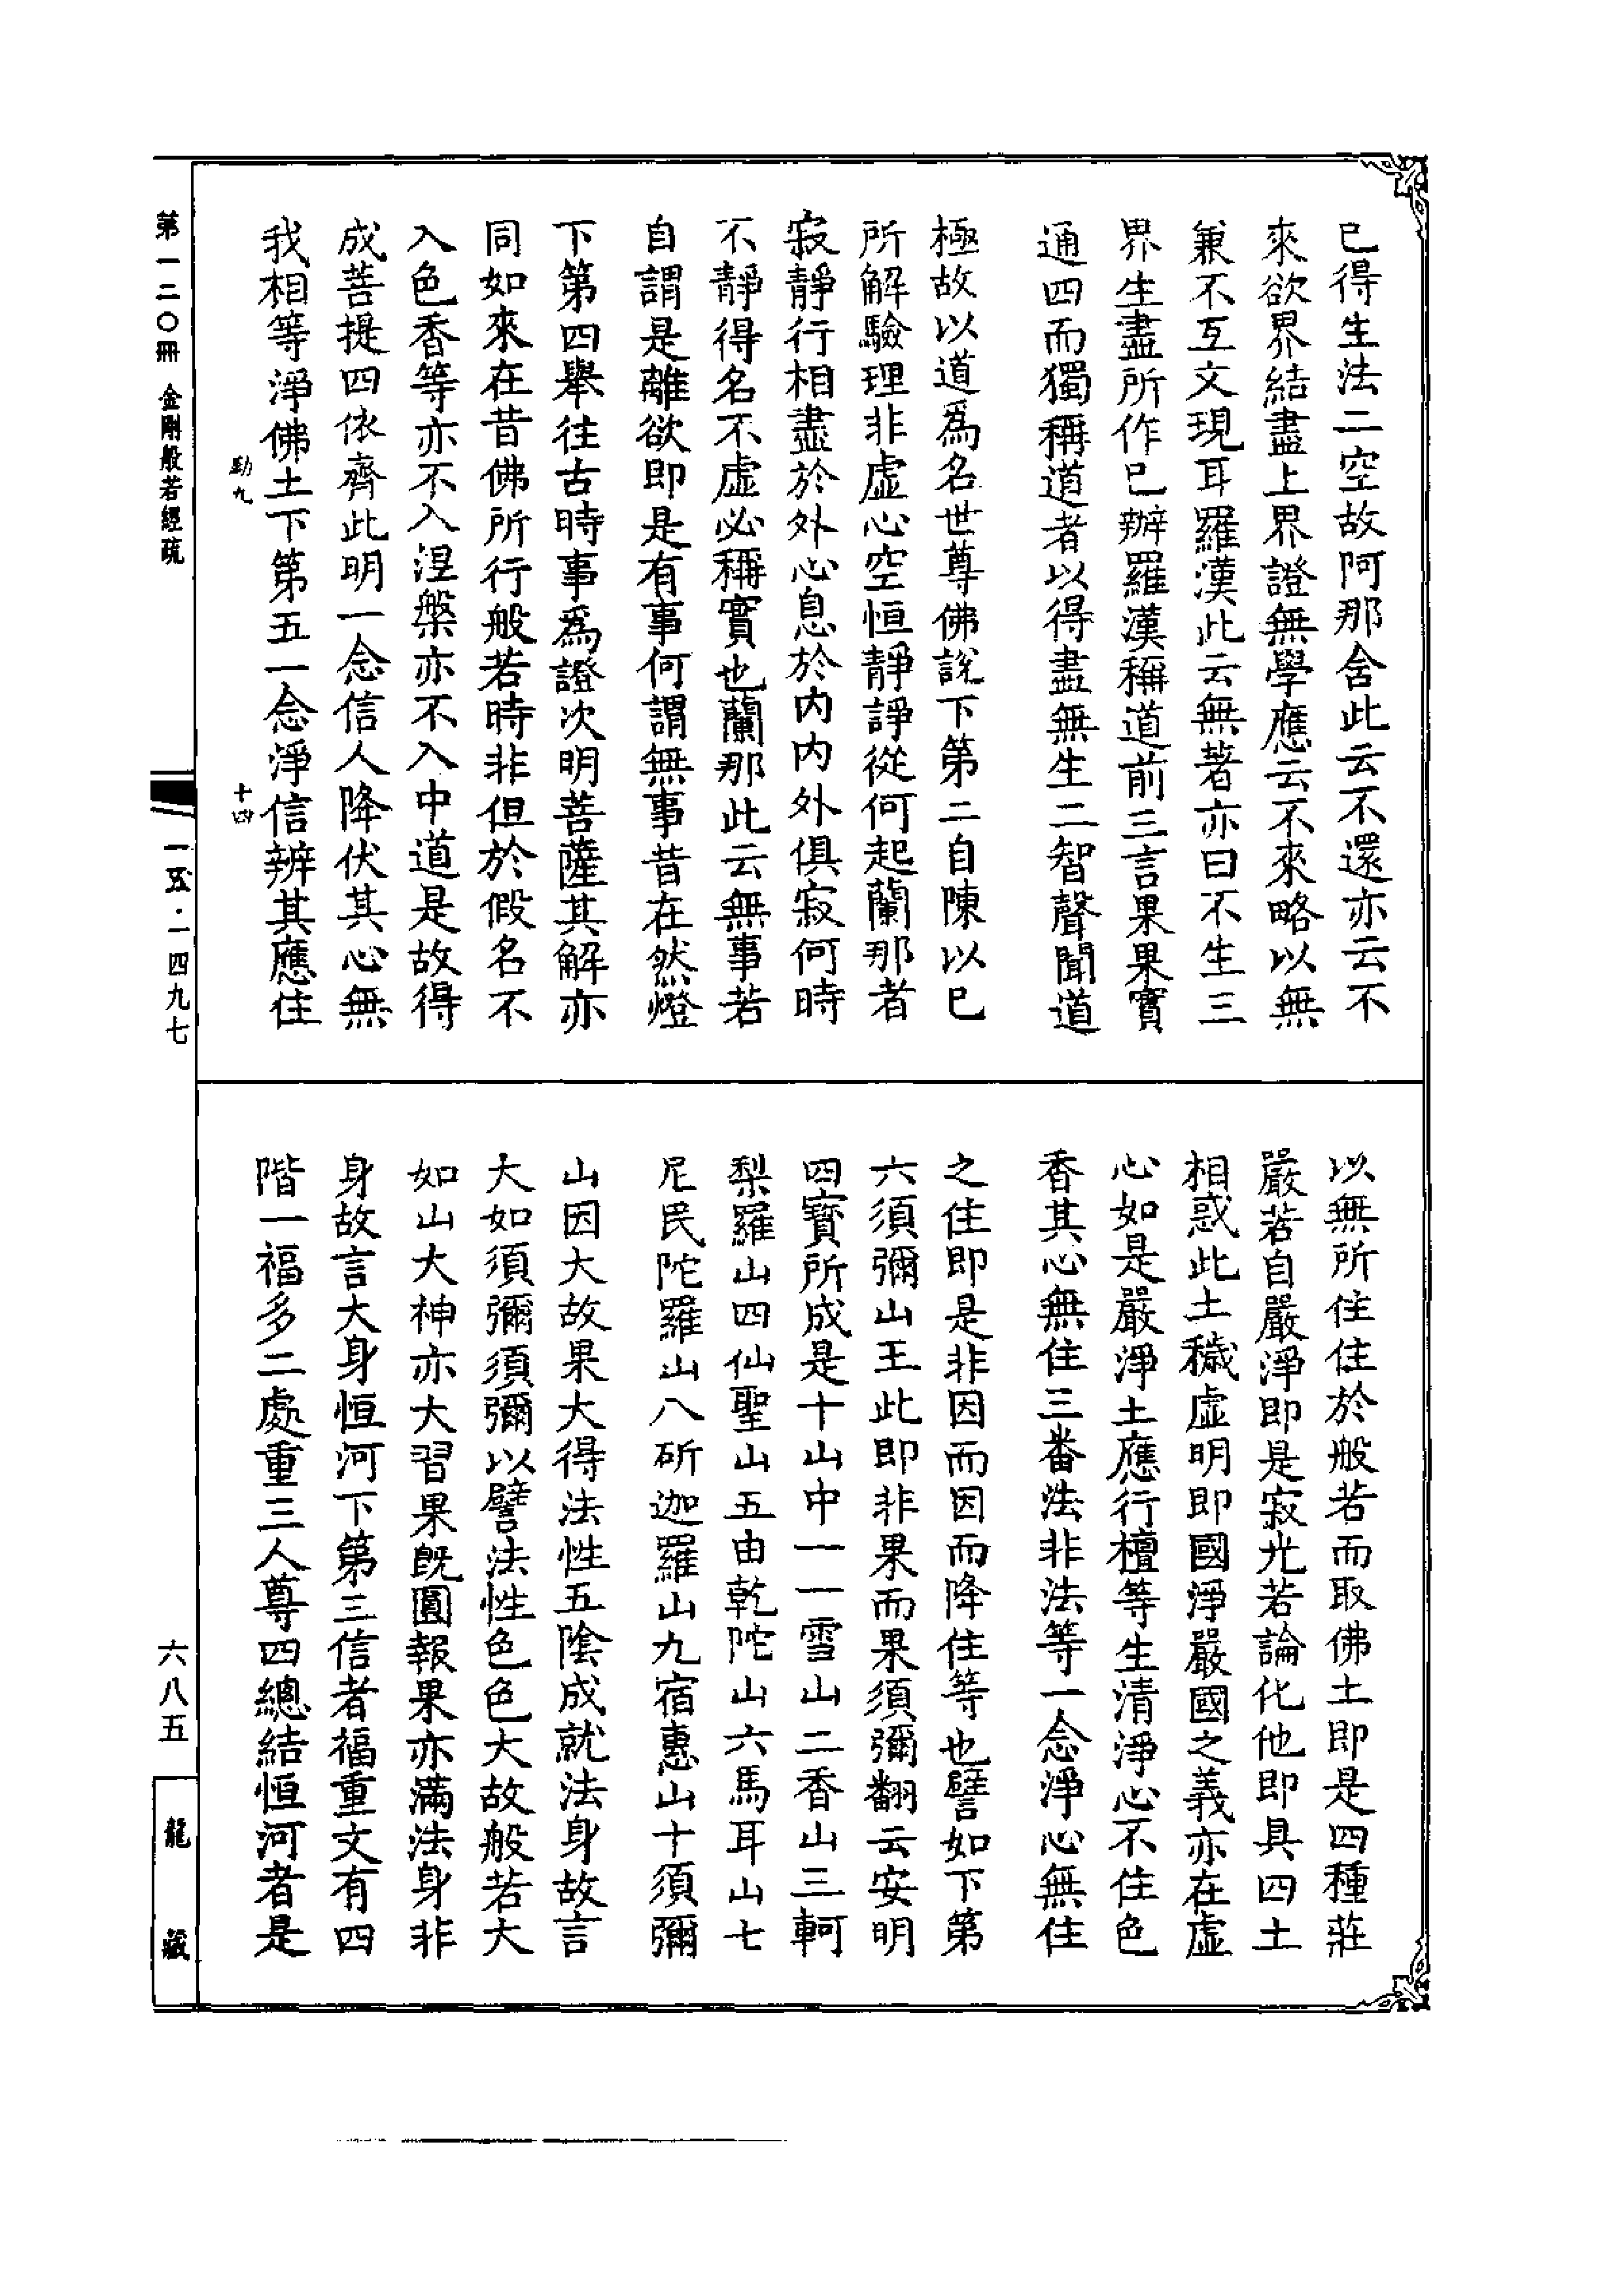 已得生法二空故阿那舍此云不還亦云不
來欲界結盡上界證無學應云不來略以無
兼不互文現耳羅漢此云無著亦曰不生三
界生盡所作已辦羅漢稱道前三言果果實
通四而獨稱道者以得盡無生二智聲聞道
極故以道爲名世尊佛說下第二自陳以已
所解驗理非虛心空恒靜諍從何起蘭那者
寂靜行相盡於外心息於内内外俱寂何時
不靜得名不虛必稱實也蘭那此云無事若
自謂是離欲即是有事何謂無事昔在然燈
下第四舉往古時事爲證次明菩薩其解亦
同如來在昔佛所行般若時非但於假名不
入色香等亦不入涅槃亦不入中道是故得
成菩提四依齊此明一念信人降伏其心無
我相等淨佛土下第五一念淨信辨其應住
以無所住住於般若而取佛土即是四種莊
嚴若自嚴淨即是寂光若論化他即具四土
相惑此土穢虛明即國淨嚴國之義亦在虛
心如是嚴淨土應行檀等生清淨心不住色
香其心無住三番法非法等一念淨心無住
之住即是非因而因而降住等也譬如下第
六須彌山王此即非果而果須彌翻云安明
四寶所成是十山中一一雪山二香山三軻
梨羅山四仙聖山五由乾陀山六馬耳山七
尼民陀羅山八斫迦羅山九宿惠山十須彌
山因大故果大得法性五陰成就法身故言
大如須彌須彌以譬法性色色大故般若大
如山大神亦大習果既圓報果亦滿法身非
身故言大身恒河下第三信者福重文有四
階一福多二處重三人尊四總結恒河者是
勤九
十四
第一二〇冊 金剛般若經疏
一五·一四九七
六八五
龍藏